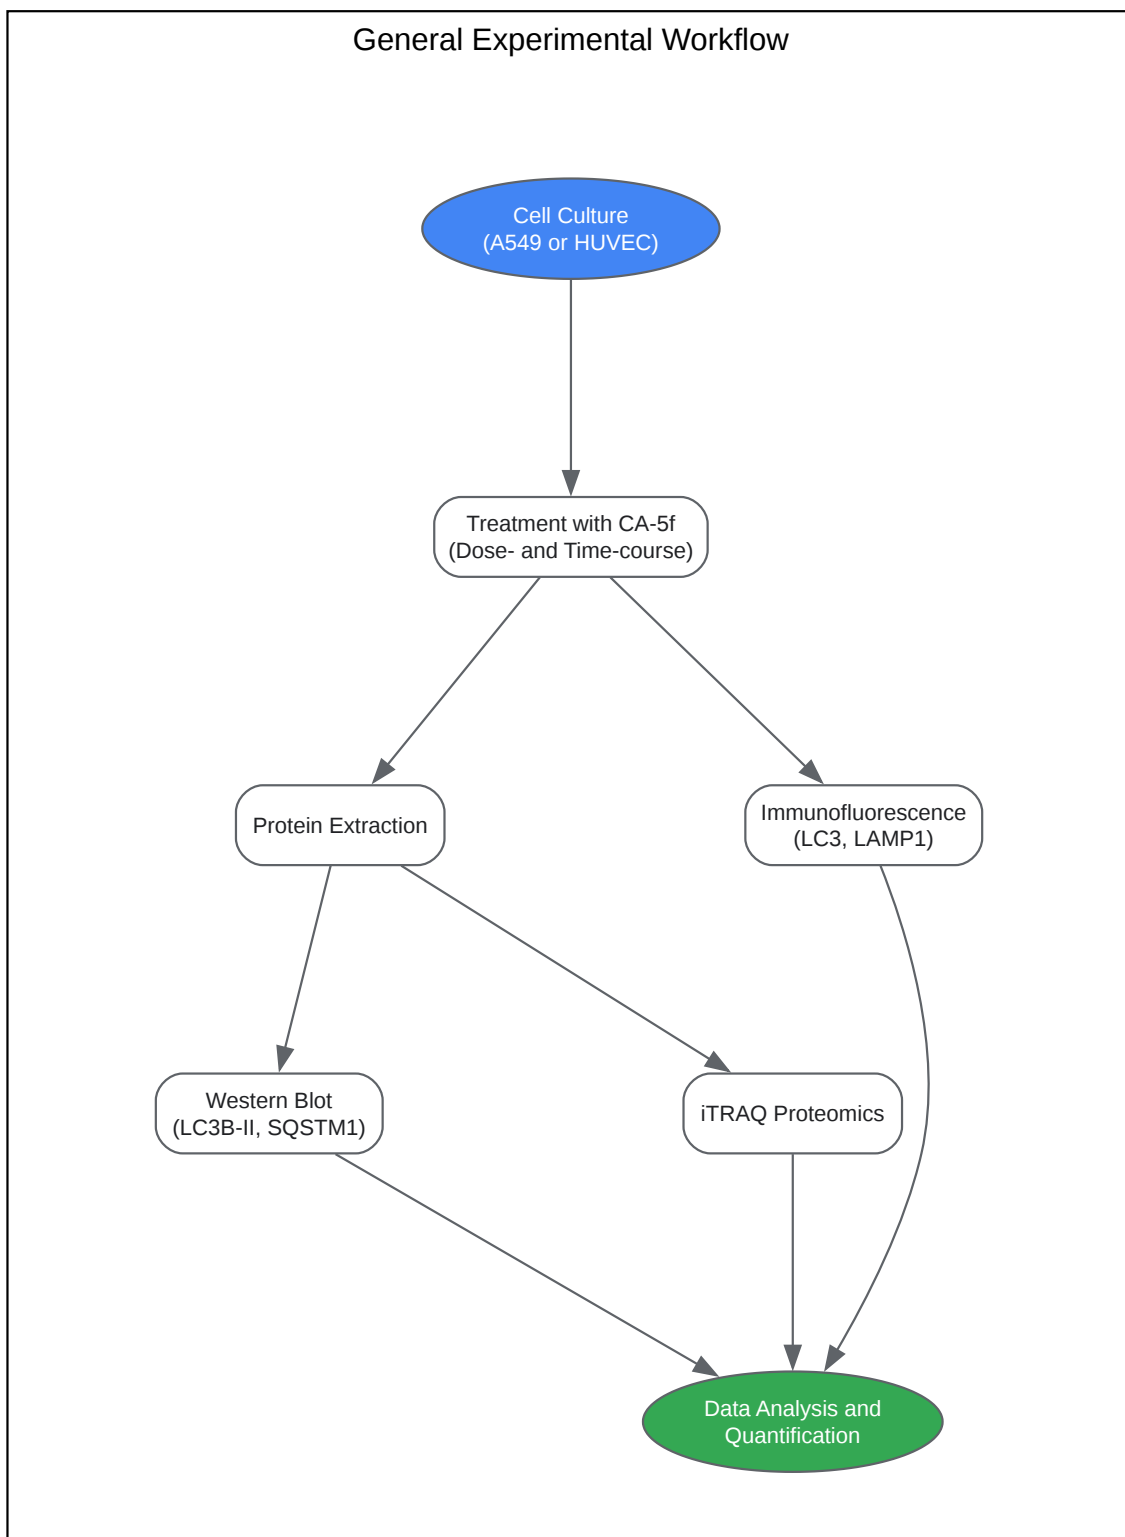 General Experimental Workflow
Cell Culture
(A549 or HUVEC)
Treatment with CA-5f
(Dose- and Time-course)
Protein Extraction
Immunofluorescence
(LC3, LAMP1)
Western Blot
(LC3B-II, SQSTM1)
iTRAQ Proteomics
Data Analysis and
Quantification